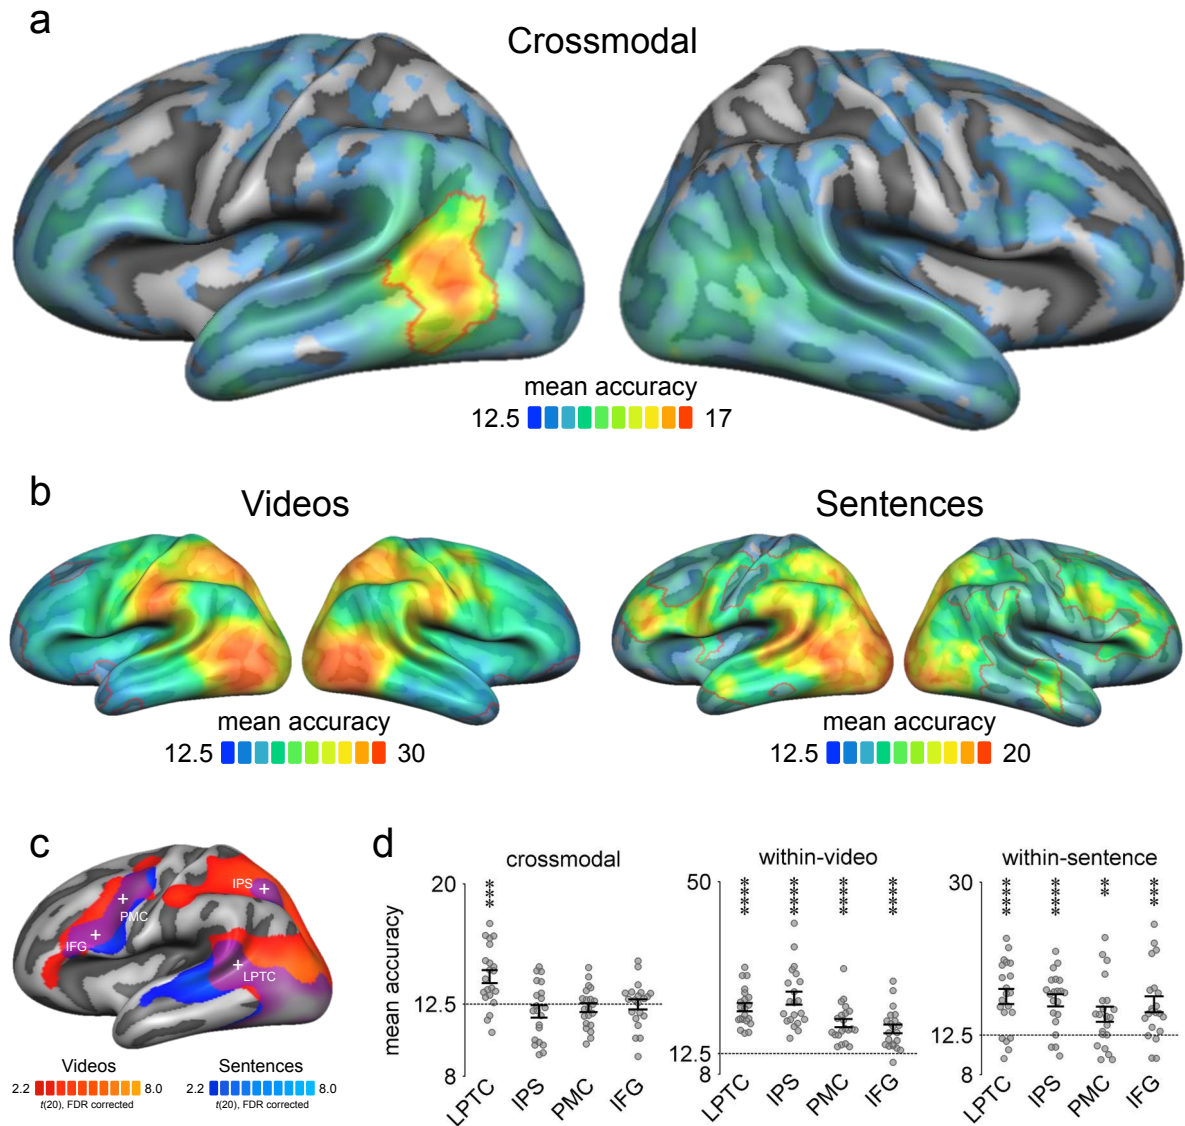 a
Crossmodal
mean accuracy
12.5 17
b
Videos Sentences
mean accuracy mean accuracy
12.5 30 12.5 20
c
IPS
PMC
IFG
LPTC
Videos Sentences
2.2 8.0 2.2 8.0
t(20), FDR corrected t(20), FDR corrected
d
crossmodal within-video within-sentence
mean accuracy
20
12.5
8
***
LPTC IPS PMC IFG
50
12.5
8
**** **** **** ****
LPTC IPS PMC IFG
30
12.5
8
**** **** ** ***
LPTC IPS PMC IFG